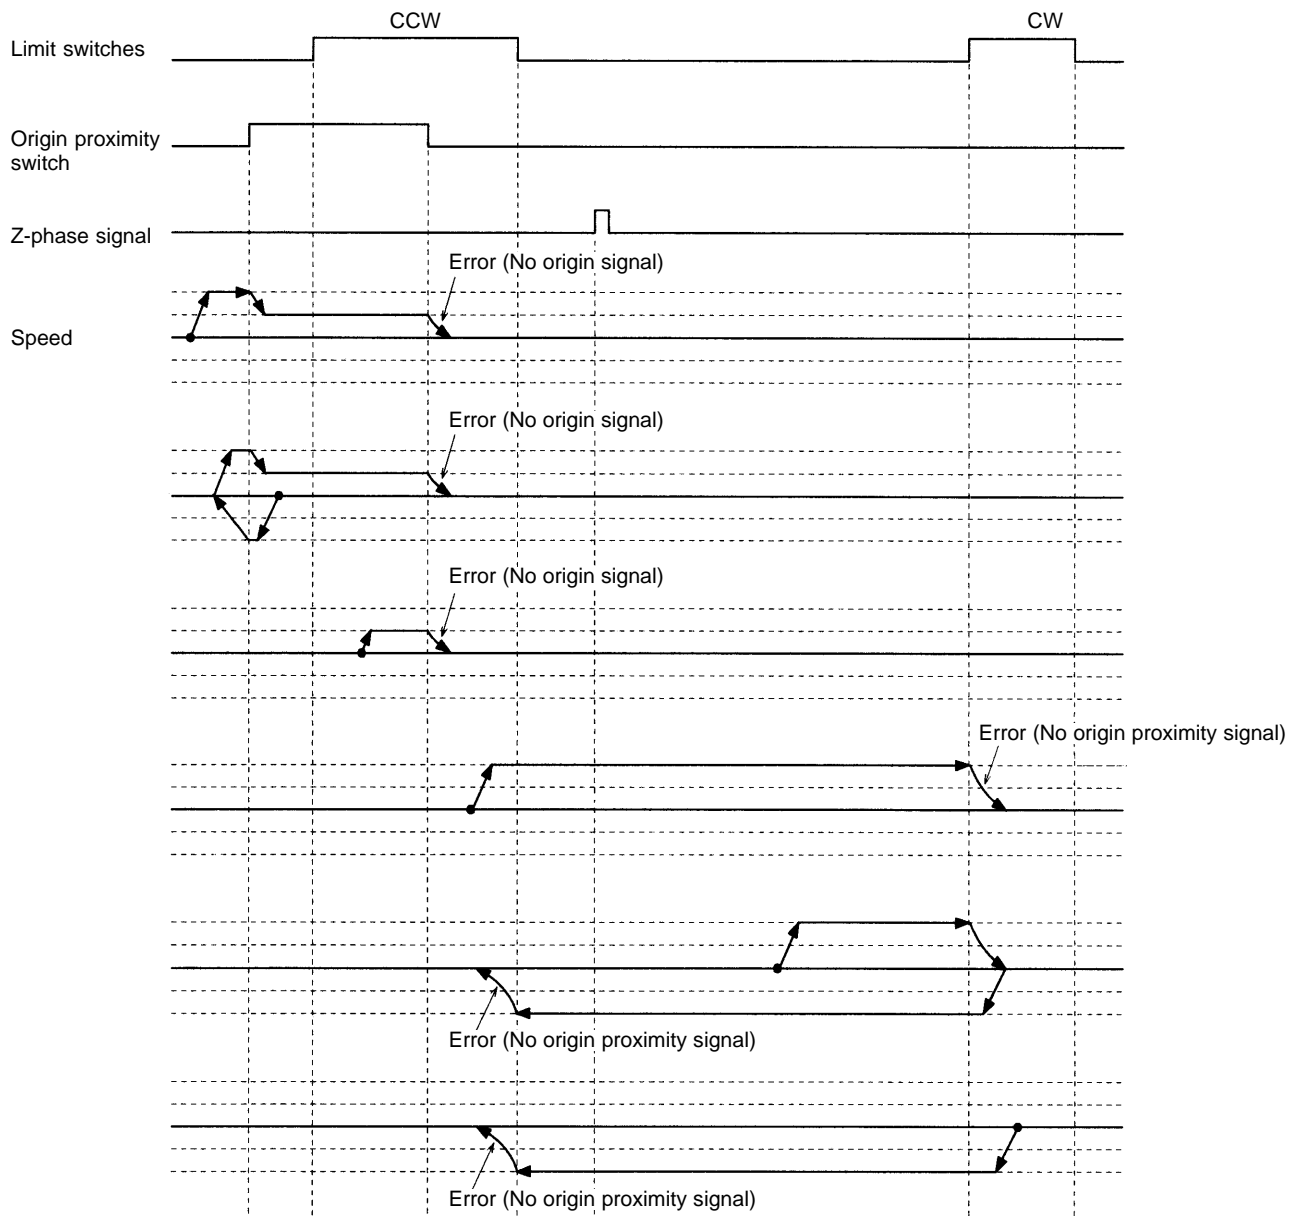 CCW
CW
Limit switches
Origin proximity
switch
Z-phase signal
Error (No origin signal)
Speed
Error (No origin signal)
Error (No origin signal)
Error (No origin proximity signal)
Error (No origin proximity signal)
Error (No origin proximity signal)